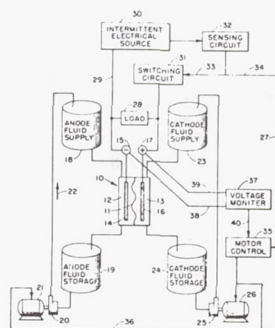 30
INTERMITTENT
ELECTRICAL
SOURCE
32
SENSING
CIRCUIT
31
SWITCHING
CIRCUIT
33
34
29
28
LOAD
ANODE
FLUID
SUPPLY
18
CATHODE
FLUID
SUPPLY
23
27
15
17
10
12
11
14
13
16
22
39
38
37
VOLTAGE
MONITER
40
35
MOTOR
CONTROL
ANODE
FLUID
STORAGE
19
CATHODE
FLUID
STORAGE
24
21
20
25
26
36